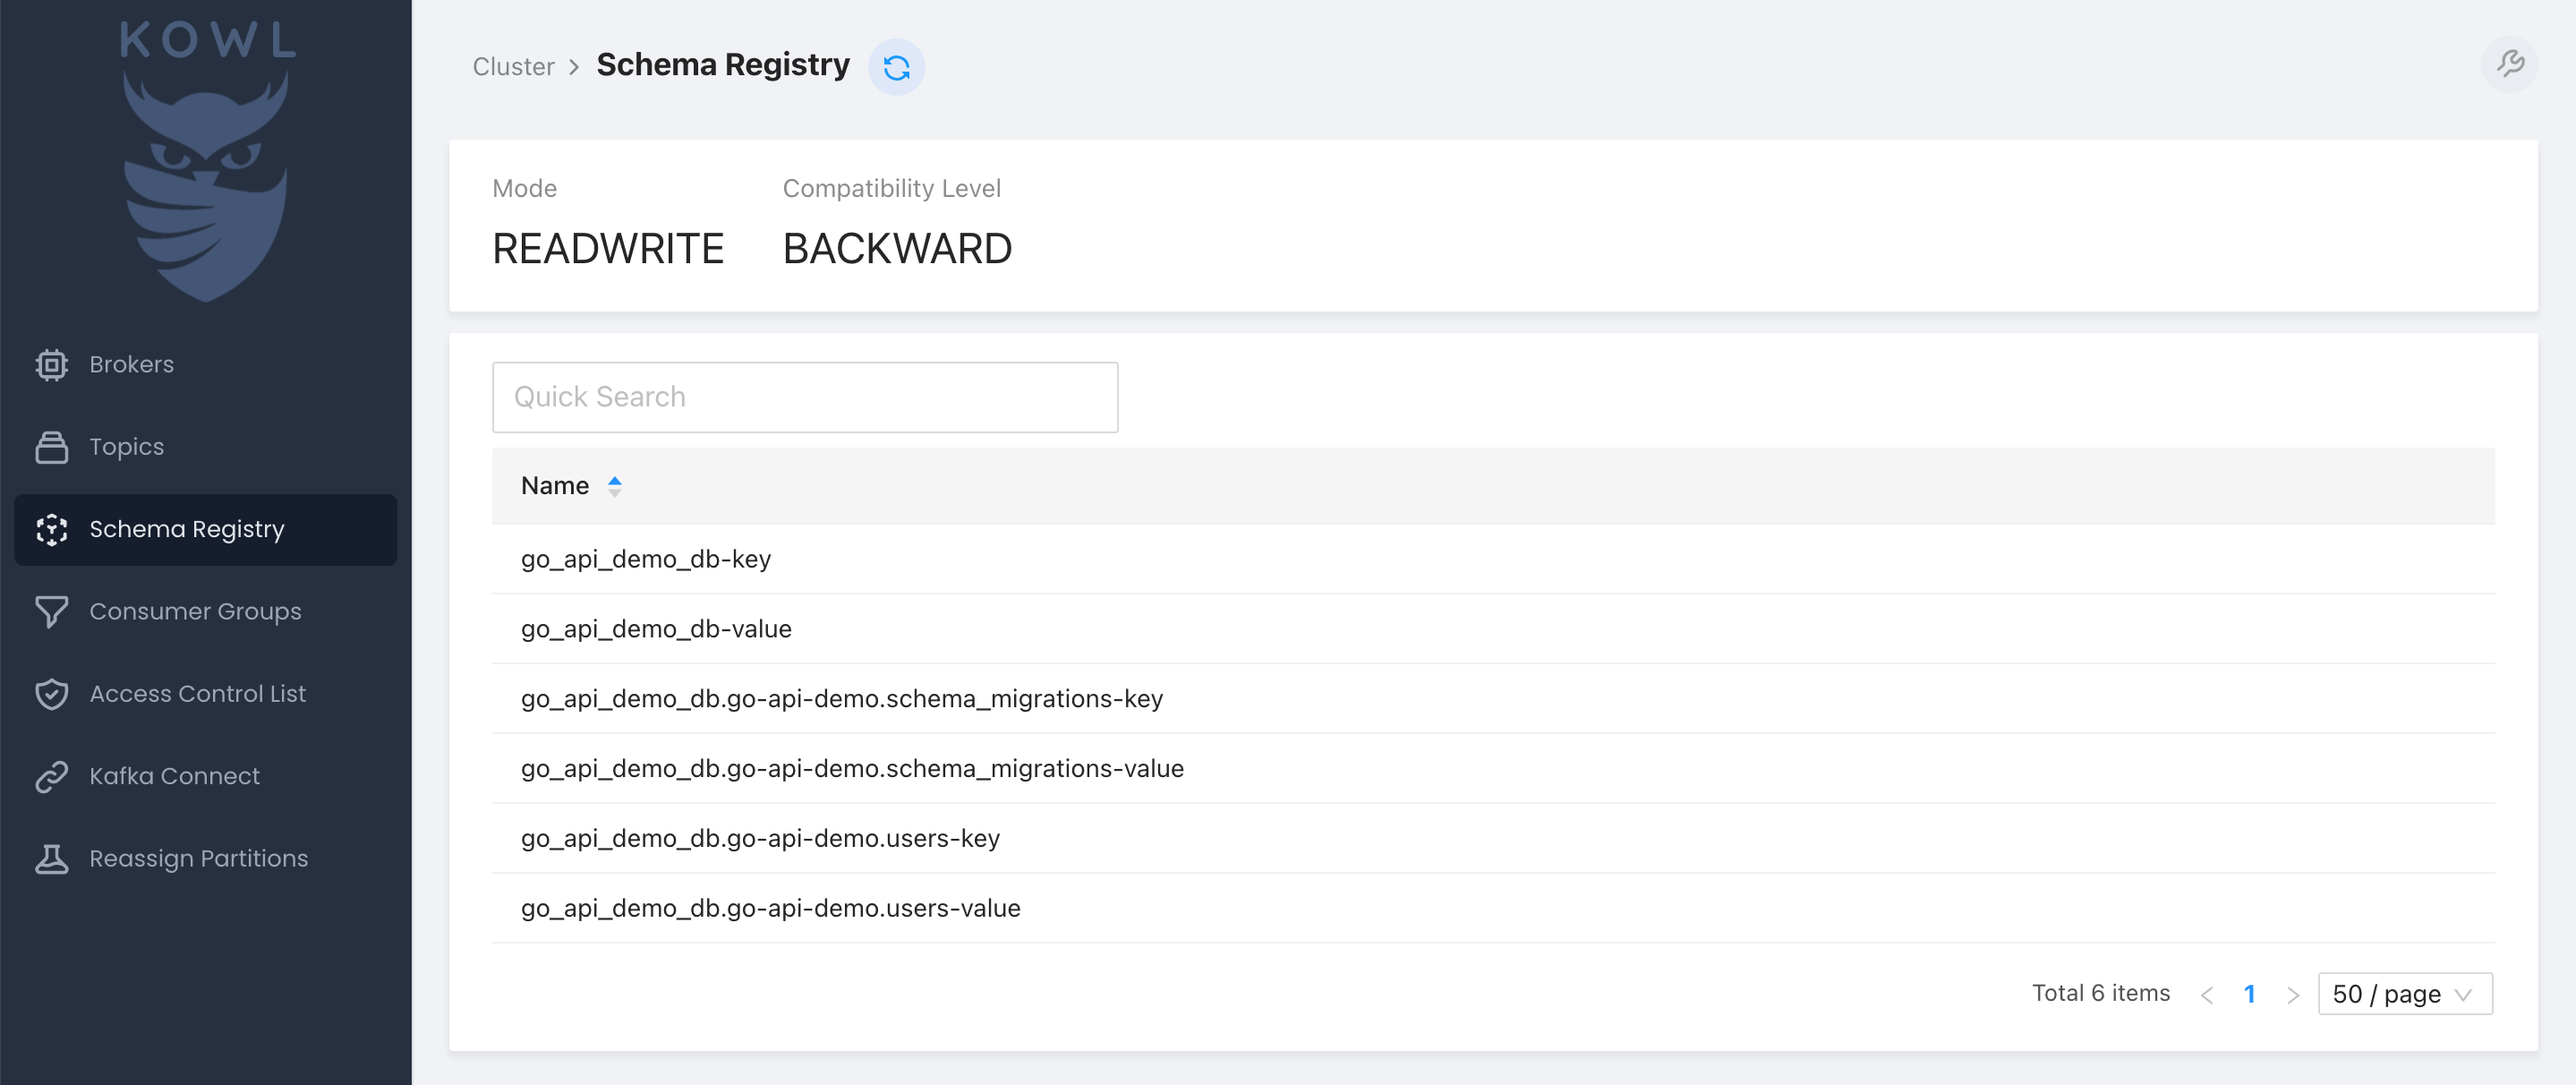 KOWL
Brokers
Topics
Schema Registry
Consumer Groups
Access Control List
Kafka Connect
Reassign Partitions
Cluster > Schema Registry
Mode
READWRITE
Compatibility Level
BACKWARD
Quick Search
Name
go_api_demo_db-key
go_api_demo_db-value
go_api_demo_db.go-api-demo.schema_migrations-key
go_api_demo_db.go-api-demo.schema_migrations-value
go_api_demo_db.go-api-demo.users-key
go_api_demo_db.go-api-demo.users-value
Total 6 items < 1 > 50 / page